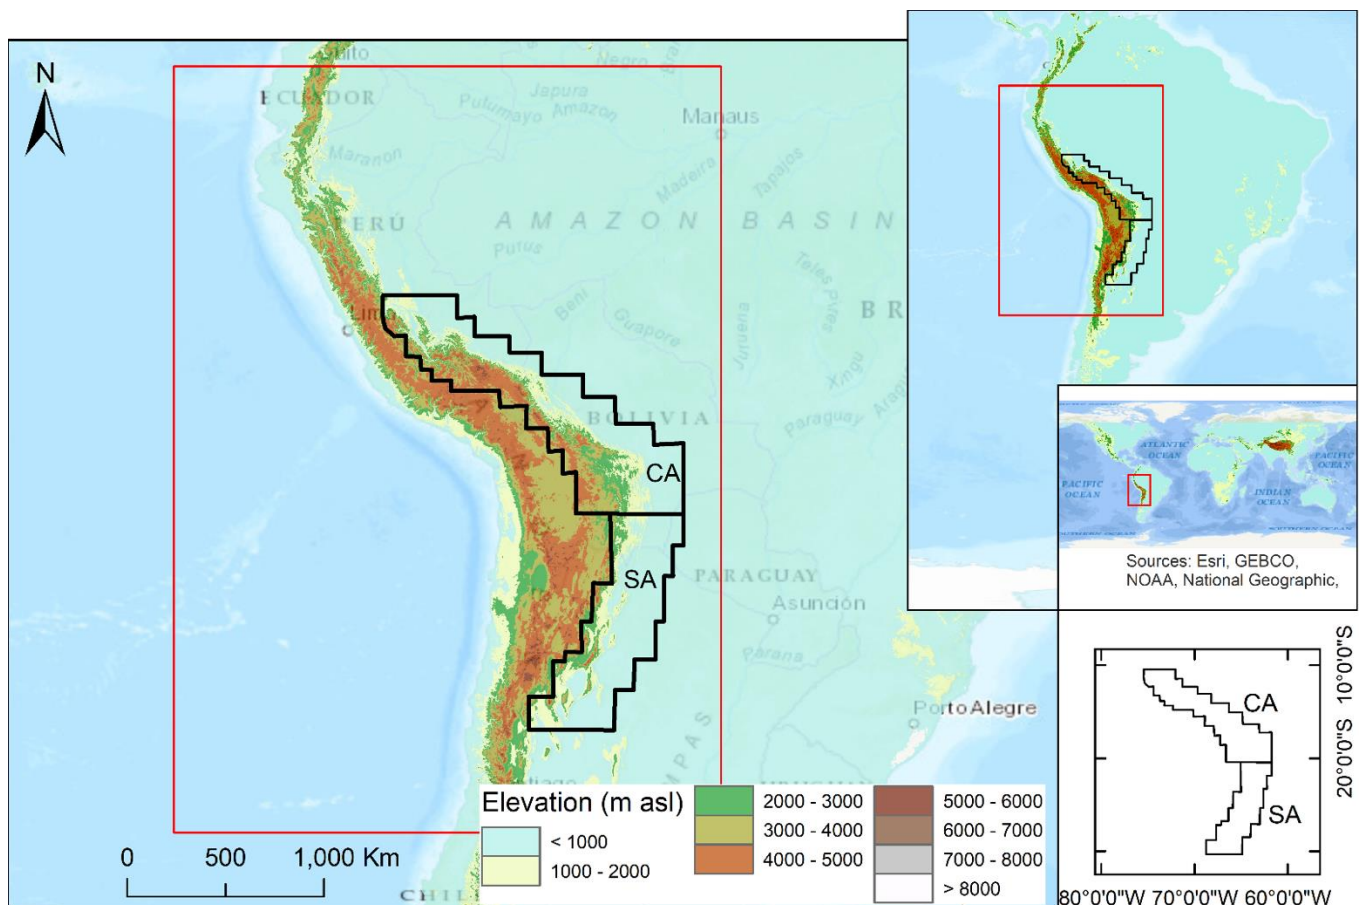 N
ECUADOR
Negro
Japura
Putumayo
Amazon
Manaus
Maranon
Madeira
Tapajos
PERÚ
AMAZON BASIN
Purus
Teles Pires
Beni
Guapore
Juruena
BR
Xingu
Lima
BOLIVIA
Paraguay
CA
SA
PARAGUAY
Asunción
Parana
Porto Alegre
0 500 1,000 Km
Elevation (m asl)
< 1000
1000 - 2000
2000 - 3000
3000 - 4000
4000 - 5000
5000 - 6000
6000 - 7000
7000 - 8000
> 8000
ATLANTIC
OCEAN
PACIFIC
OCEAN
INDIAN
OCEAN
PACIFIC
OCEAN
Sources: Esri, GEBCO,
NOAA, National Geographic,
CA
SA
10°0'0"S
20°0'0"S
80°0'0"W 70°0'0"W 60°0'0"W